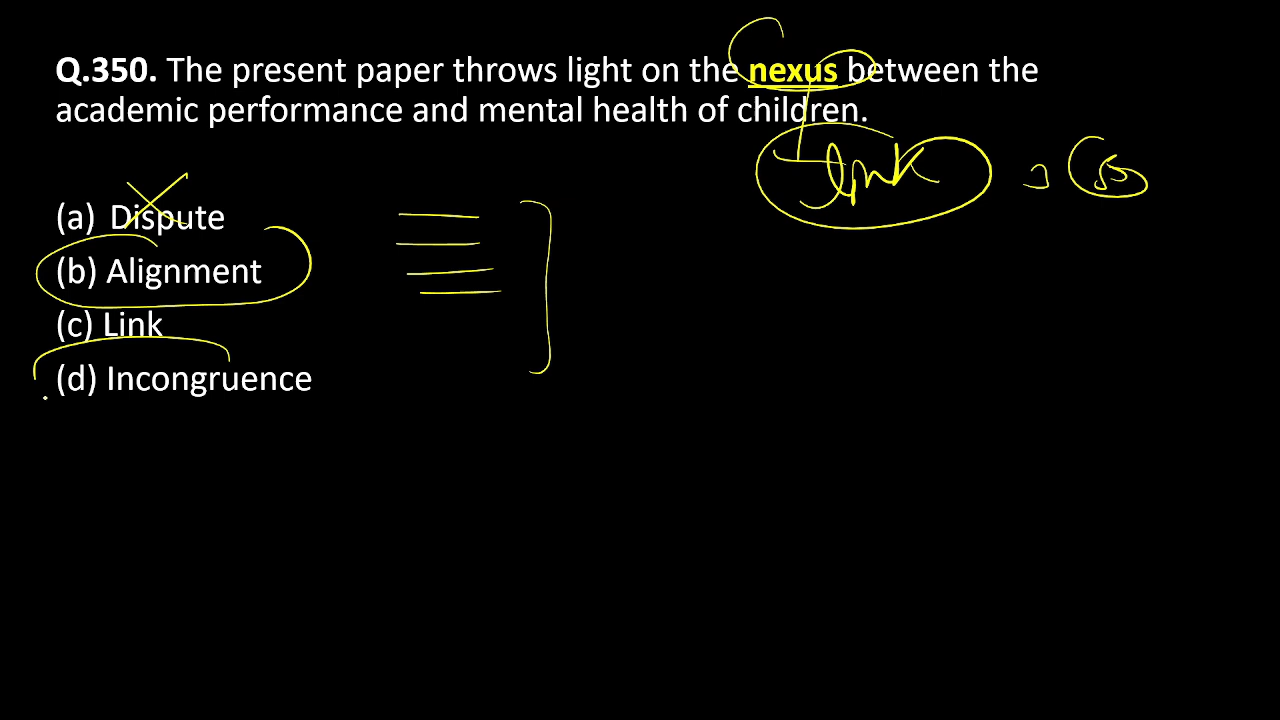 Q.350. The present paper throws light on the nexus between the
academic performance and mental health of children.
link
(a) Dispute
(b) Alignment
(c) Link
(d) Incongruence